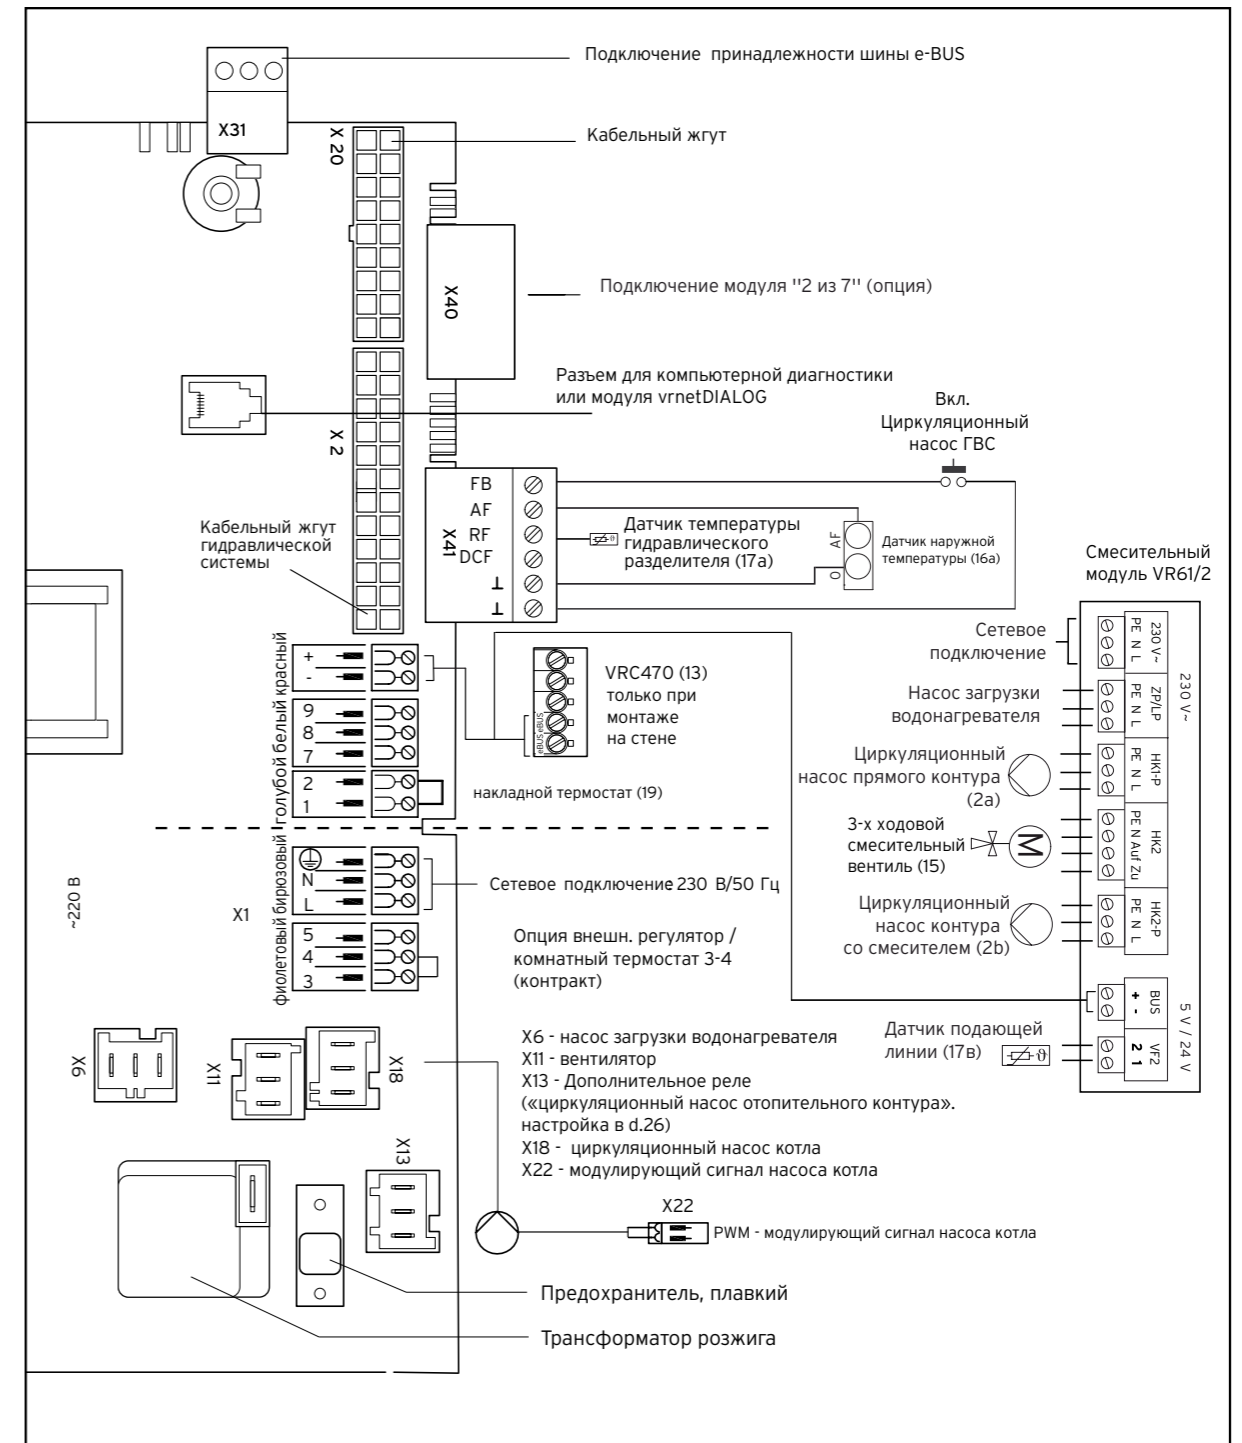 Подключение принадлежности шины e-BUS
X31
X 20
Кабельный жгут
X40
Подключение модуля "2 из 7" (опция)
Разъем для компьютерной диагностики
или модуля vrnetDIALOG
X 2
Вкл.
Циркуляционный
насос ГВС
X41
FB
AF
RF
DCF
⊥
⊥
Датчик температуры
гидравлического
разделителя (17a)
AF
O
Датчик наружной
температуры (16a)
Кабельный жгут
гидравлической
системы
Смесительный
модуль VR61/2
красный
+
-
белый
9
8
7
голубой
2
1
VRC470 (13)
только при
монтаже
на стене
eBUS eBUS
накладной термостат (19)
~220 В
X1
бирюзовый
N
L
Сетевое подключение 230 В/50 Гц
фиолетовый
5
4
3
Опция внешн. регулятор /
комнатный термостат 3-4
(контракт)
Сетевое
подключение
PE N L
230 V~
230 V~
Насос загрузки
водонагревателя
PE N L
ZP/LP
Циркуляционный
насос прямого контура
(2a)
PE N L
HK1-P
3-х ходовой
смесительный
вентиль (15)
M
PE N Auf Zu
HK2
Циркуляционный
насос контура
со смесителем (2b)
PE N L
HK2-P
+ -
BUS
5 V / 24 V
Датчик подающей
линии (17в)
ϑ
2 1
VF2
X6
X11
X18
X13
X6 - насос загрузки водонагревателя
X11 - вентилятор
X13 - Дополнительное реле
(«циркуляционный насос отопительного контура».
настройка в d.26)
X18 - циркуляционный насос котла
X22 - модулирующий сигнал насоса котла
X22
PWM - модулирующий сигнал насоса котла
Предохранитель, плавкий
Трансформатор розжига